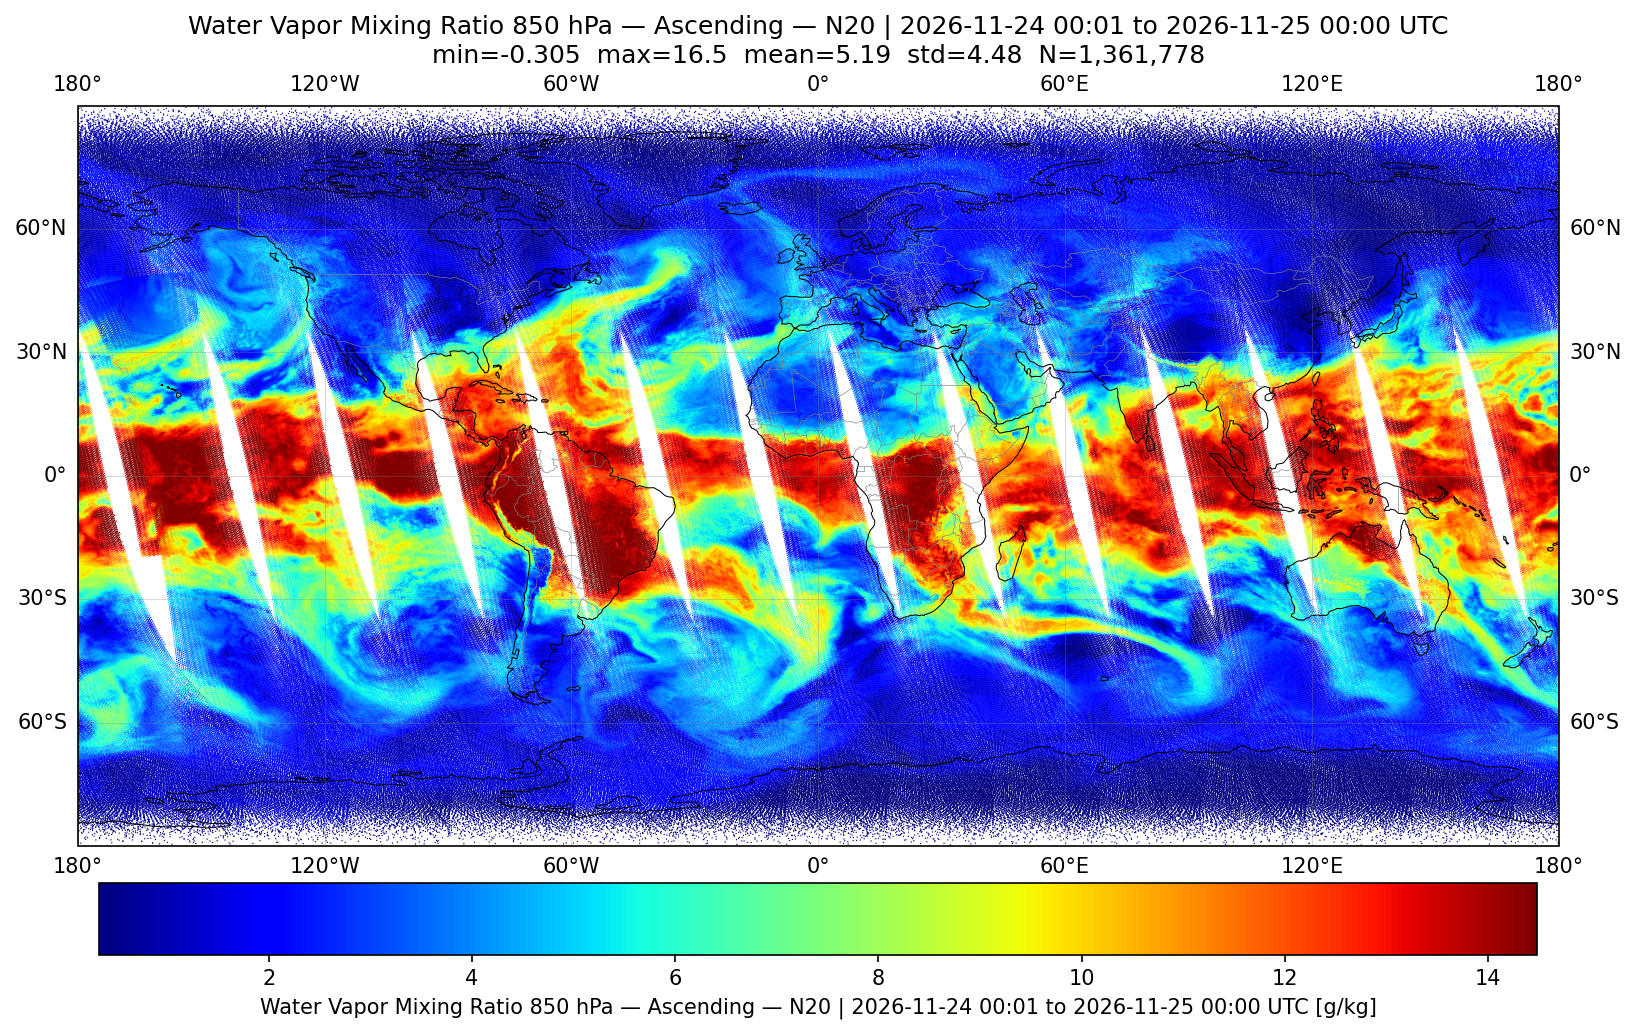 Water Vapor Mixing Ratio 850 hPa — Ascending — N20 | 2026-11-24 00:01 to 2026-11-25 00:00 UTC
min=-0.305 max=16.5 mean=5.19 std=4.48 N=1,361,778
180° 120°W 60°W 0° 60°E 120°E 180°
60°N 60°N
30°N 30°N
0° 0°
30°S 30°S
60°S 60°S
180° 120°W 60°W 0° 60°E 120°E 180°
2 4 6 8 10 12 14
Water Vapor Mixing Ratio 850 hPa — Ascending — N20 | 2026-11-24 00:01 to 2026-11-25 00:00 UTC [g/kg]